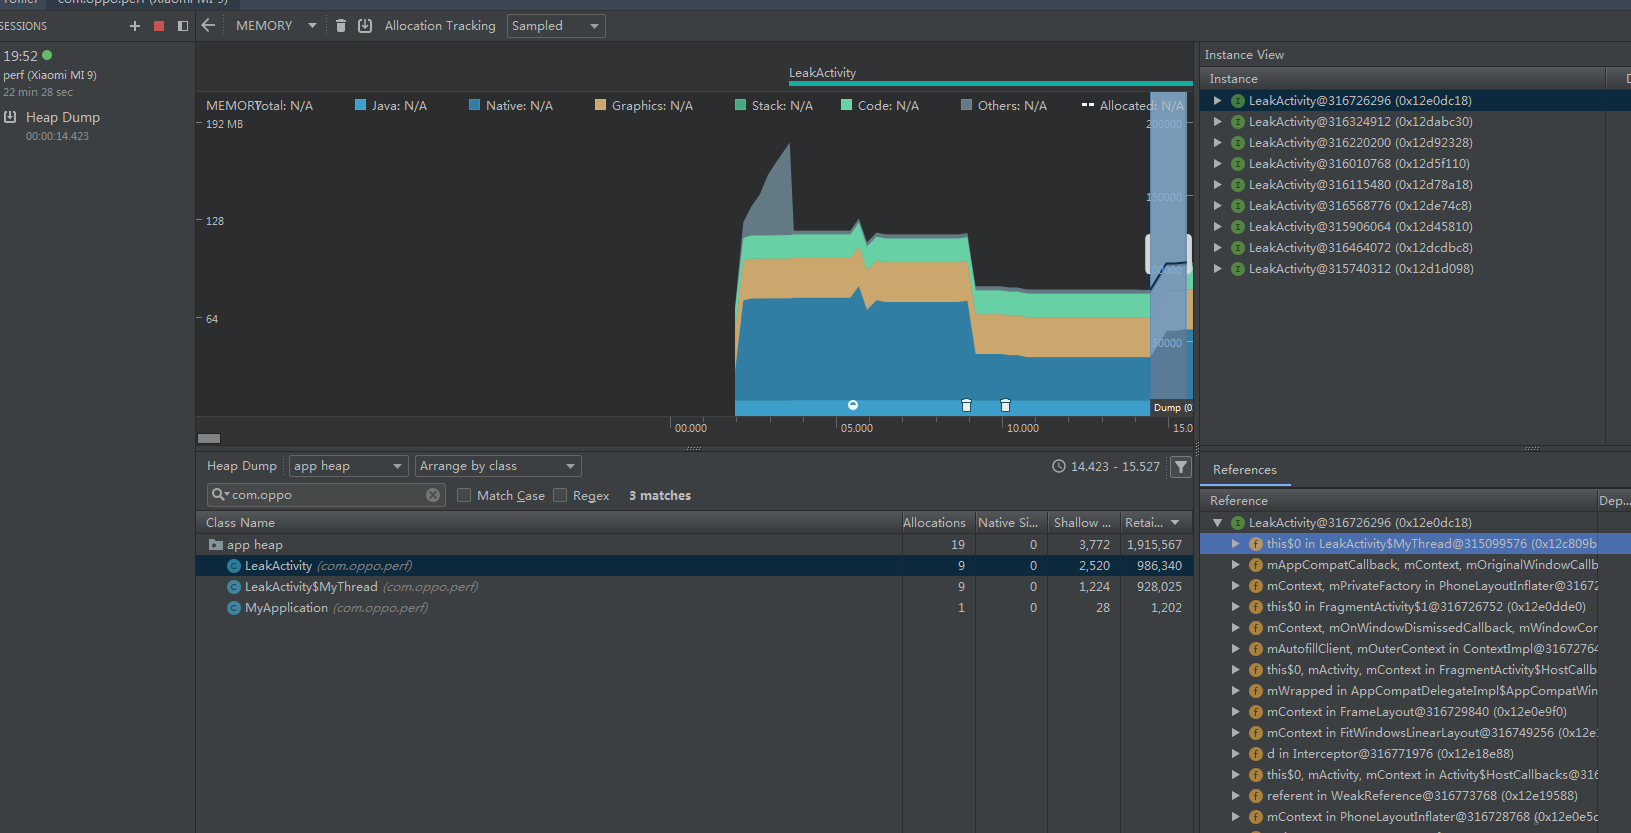 com.oppo.perf (Xiaomi MI 9)
SESSIONS
MEMORY
Allocation Tracking
Sampled
19:52
perf (Xiaomi MI 9)
22 min 28 sec
Heap Dump
00:00:14.423
LeakActivity
MEMORY
Total: N/A
Java: N/A
Native: N/A
Graphics: N/A
Stack: N/A
Code: N/A
Others: N/A
Allocated: N/A
192 MB
128
64
200000
150000
100000
50000
Dump (0
00.000
05.000
10.000
15.0
Heap Dump
app heap
Arrange by class
14.423 - 15.527
com.oppo
Match Case
Regex
3 matches
Class Name Allocations Native Si... Shallow ... Retai...
app heap 19 0 3,772 1,915,567
LeakActivity (com.oppo.perf) 9 0 2,520 986,340
LeakActivity$MyThread (com.oppo.perf) 9 0 1,224 928,025
MyApplication (com.oppo.perf) 1 0 28 1,202
Instance View
Instance D
LeakActivity@316726296 (0x12e0dc18)
LeakActivity@316324912 (0x12dabc30)
LeakActivity@316220200 (0x12d92328)
LeakActivity@316010768 (0x12d5f110)
LeakActivity@316115480 (0x12d78a18)
LeakActivity@316568776 (0x12de74c8)
LeakActivity@315906064 (0x12d45810)
LeakActivity@316464072 (0x12dcdbc8)
LeakActivity@315740312 (0x12d1d098)
References
Reference Dep...
LeakActivity@316726296 (0x12e0dc18)
this$0 in LeakActivity$MyThread@315099576 (0x12c809b
mAppCompatCallback, mContext, mOriginalWindowCallb
mContext, mPrivateFactory in PhoneLayoutInflater@31672
this$0 in FragmentActivity$1@316726752 (0x12e0dde0)
mContext, mOnWindowDismissedCallback, mWindowCor
mAutofillClient, mOuterContext in ContextImpl@31672764
this$0, mActivity, mContext in FragmentActivity$HostCallb
mWrapped in AppCompatDelegateImpl$AppCompatWin
mContext in FrameLayout@316729840 (0x12e0e9f0)
mContext in FitWindowsLinearLayout@316749256 (0x12e
d in Interceptor@316771976 (0x12e18e88)
this$0, mActivity, mContext in Activity$HostCallbacks@316
referent in WeakReference@316773768 (0x12e19588)
mContext in PhoneLayoutInflater@316728768 (0x12e0e5c